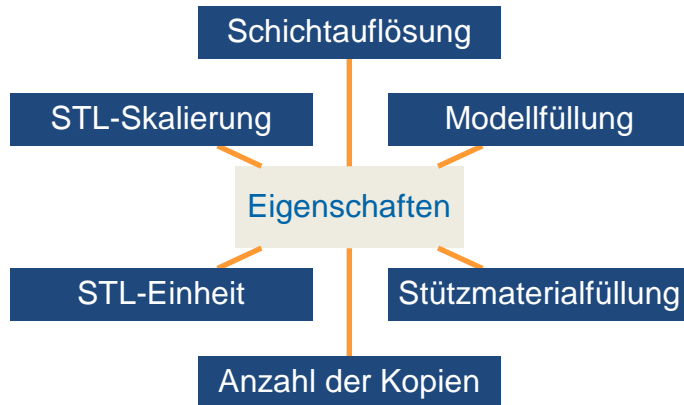 Schichtauflösung
STL-Skalierung
Modellfüllung
Eigenschaften
STL-Einheit
Stützmaterialfüllung
Anzahl der Kopien